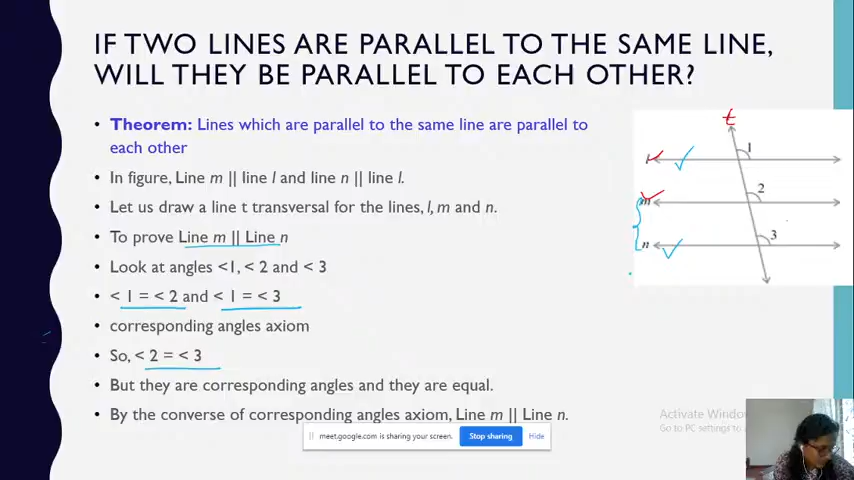 IF TWO LINES ARE PARALLEL TO THE SAME LINE,
WILL THEY BE PARALLEL TO EACH OTHER?
• Theorem: Lines which are parallel to the same line are parallel to
each other
• In figure, Line m || line l and line n || line l.
• Let us draw a line t transversal for the lines, l, m and n.
• To prove Line m || Line n
• Look at angles <1, < 2 and < 3
• < 1 = < 2 and < 1 = < 3
• corresponding angles axiom
• So, < 2 = < 3
• But they are corresponding angles and they are equal.
• By the converse of corresponding angles axiom, Line m || Line n.
t
1
2
m
3
n
Activate Window
Go to PC settings to
meet.google.com is sharing your screen.
Stop sharing
Hide